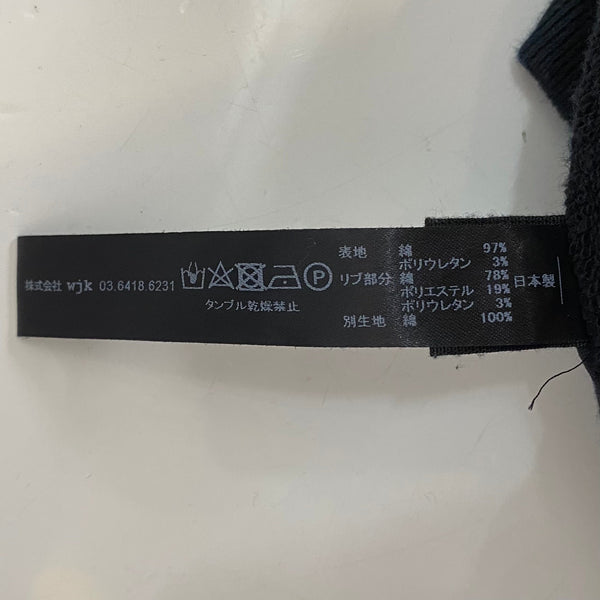 株式会社 wjk 03.6418.6231
P
タンブル乾燥禁止
表地 綿 97%
ポリウレタン 3%
リブ部分 綿 78%
ポリエステル 19%
ポリウレタン 3%
別生地 綿 100%
日本製